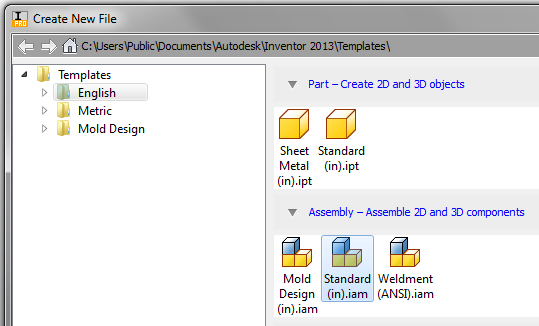 I PRO Create New File
C:\Users\Public\Documents\Autodesk\Inventor 2013\Templates\
Templates
English
Metric
Mold Design
Part – Create 2D and 3D objects
Sheet Metal (in).ipt
Standard (in).ipt
Assembly – Assemble 2D and 3D components
Mold Design (in).iam
Standard (in).iam
Weldment (ANSI).iam